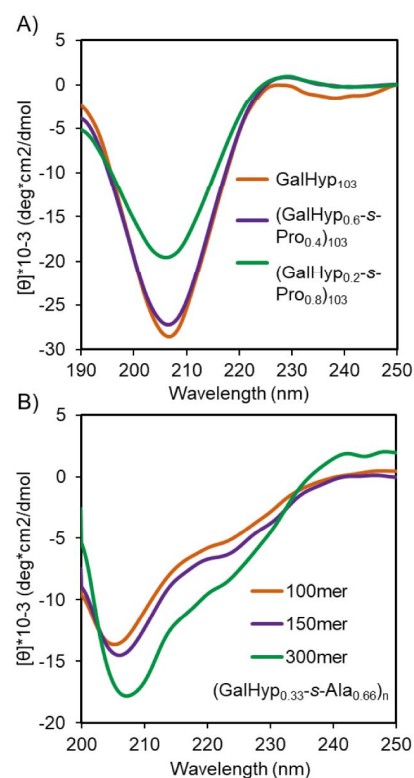 A)
[θ]*10-3 (deg*cm2/dmol)
5
0
-5
-10
-15
-20
-25
-30
GalHyp₁₀₃
(GalHyp₀.₆-s-
Pro₀.₄)₁₀₃
(GalHyp₀.₂-s-
Pro₀.₈)₁₀₃
190 200 210 220 230 240 250
Wavelength (nm)
B)
[θ]*10-3 (deg*cm2/dmol)
5
0
-5
-10
-15
-20
100mer
150mer
300mer
(GalHyp₀.₃₃-s-Ala₀.₆₆)ₙ
200 210 220 230 240 250
Wavelength (nm)